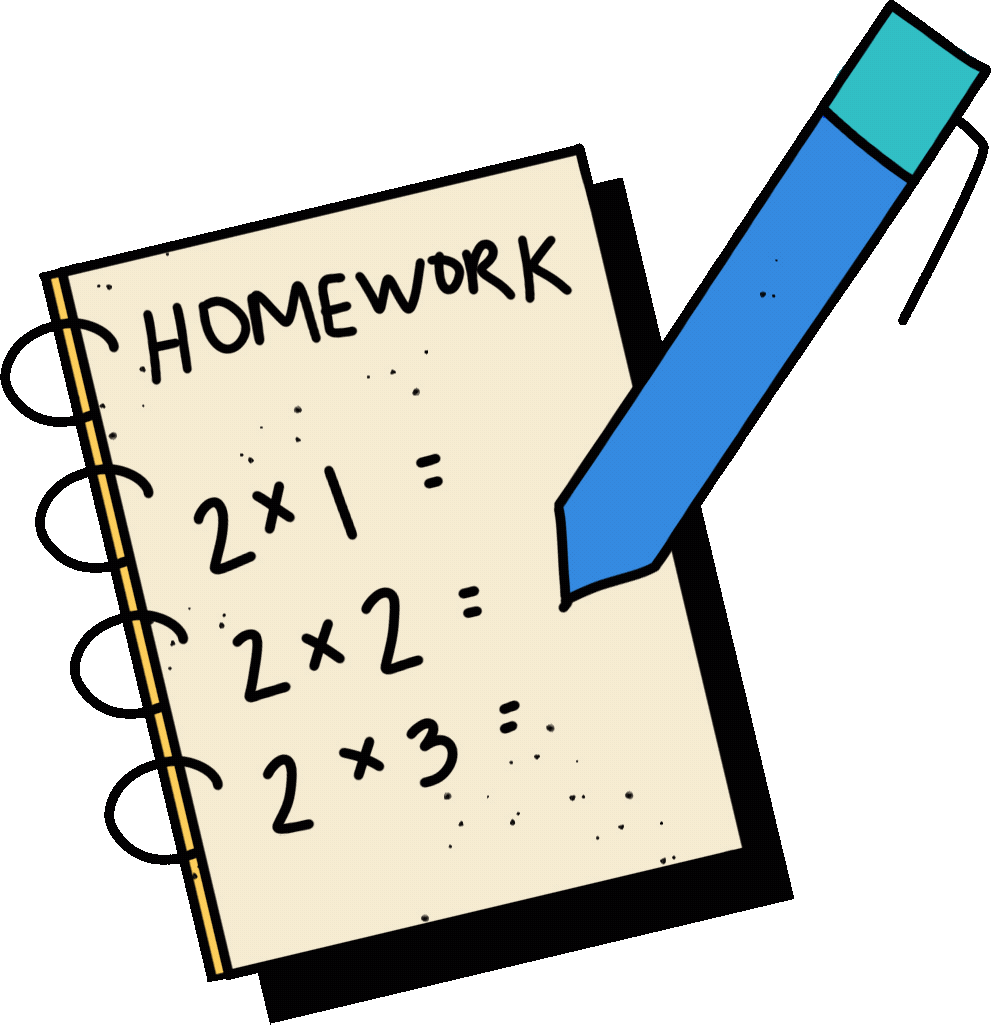 HOMEWORK
2 × 1 =
2 × 2 =
2 × 3 =